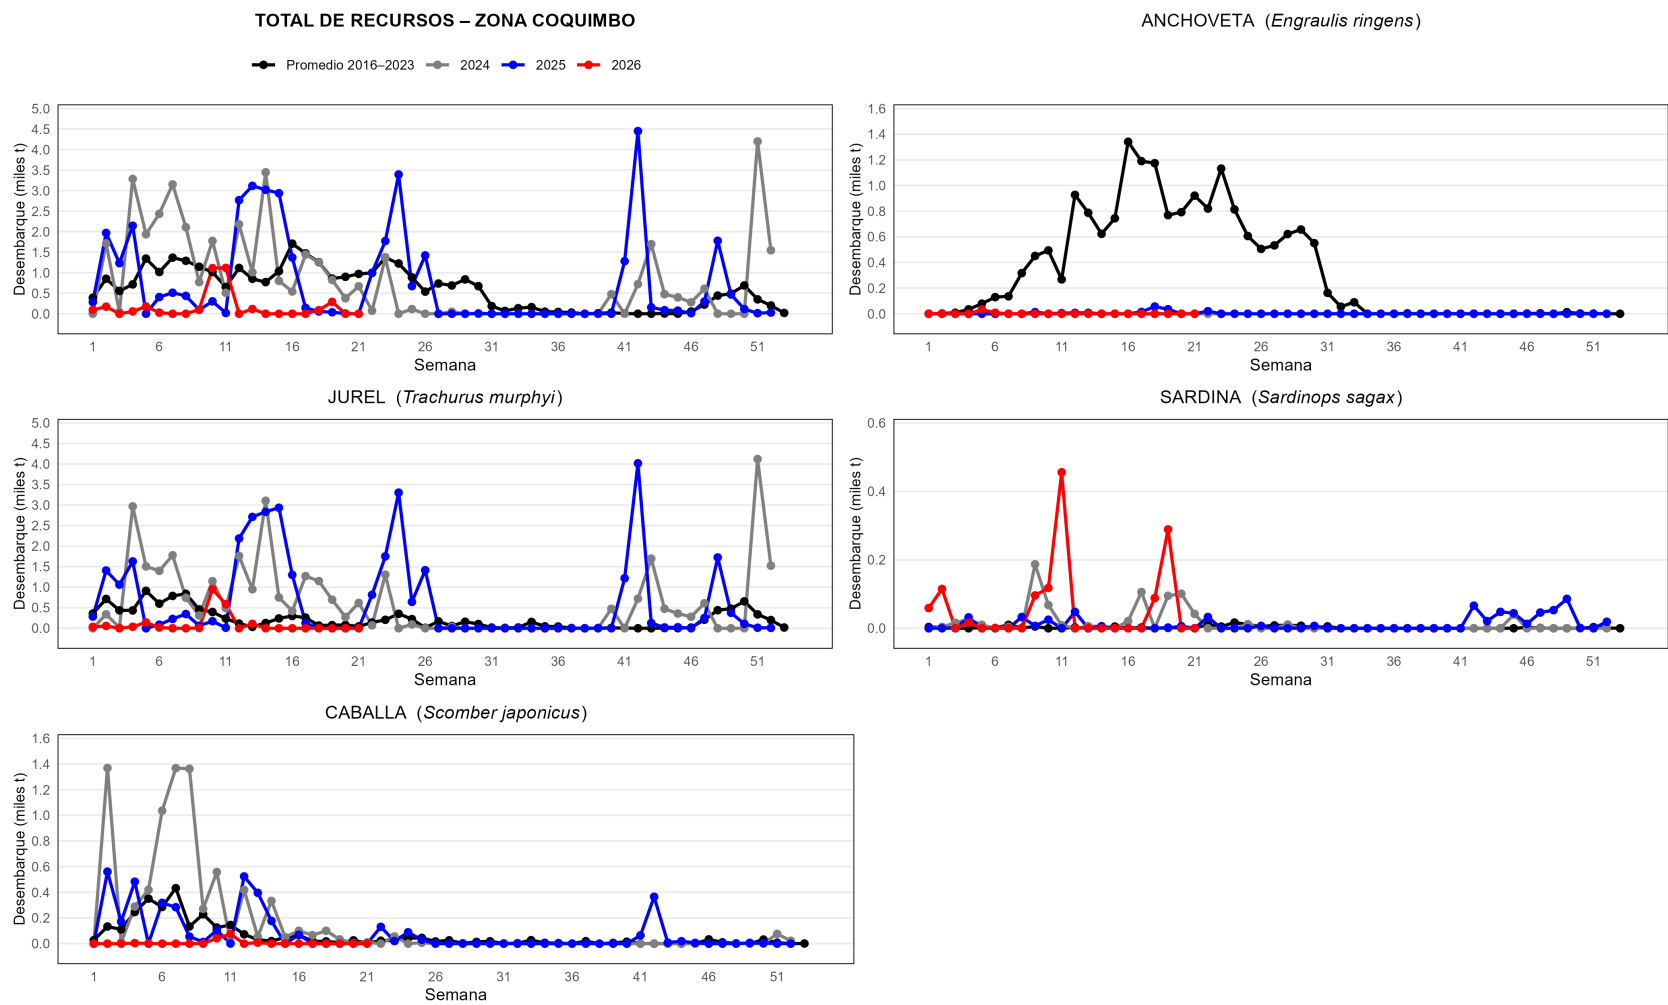 TOTAL DE RECURSOS – ZONA COQUIMBO
Promedio 2016–2023 2024 2025 2026
Desembarque (miles t)
5.0
4.5
4.0
3.5
3.0
2.5
2.0
1.5
1.0
0.5
0.0
1 6 11 16 21 26 31 36 41 46 51
Semana
ANCHOVETA (Engraulis ringens)
Desembarque (miles t)
1.6
1.4
1.2
1.0
0.8
0.6
0.4
0.2
0.0
1 6 11 16 21 26 31 36 41 46 51
Semana
JUREL (Trachurus murphyi)
Desembarque (miles t)
5.0
4.5
4.0
3.5
3.0
2.5
2.0
1.5
1.0
0.5
0.0
1 6 11 16 21 26 31 36 41 46 51
Semana
SARDINA (Sardinops sagax)
Desembarque (miles t)
0.6
0.4
0.2
0.0
1 6 11 16 21 26 31 36 41 46 51
Semana
CABALLA (Scomber japonicus)
Desembarque (miles t)
1.6
1.4
1.2
1.0
0.8
0.6
0.4
0.2
0.0
1 6 11 16 21 26 31 36 41 46 51
Semana